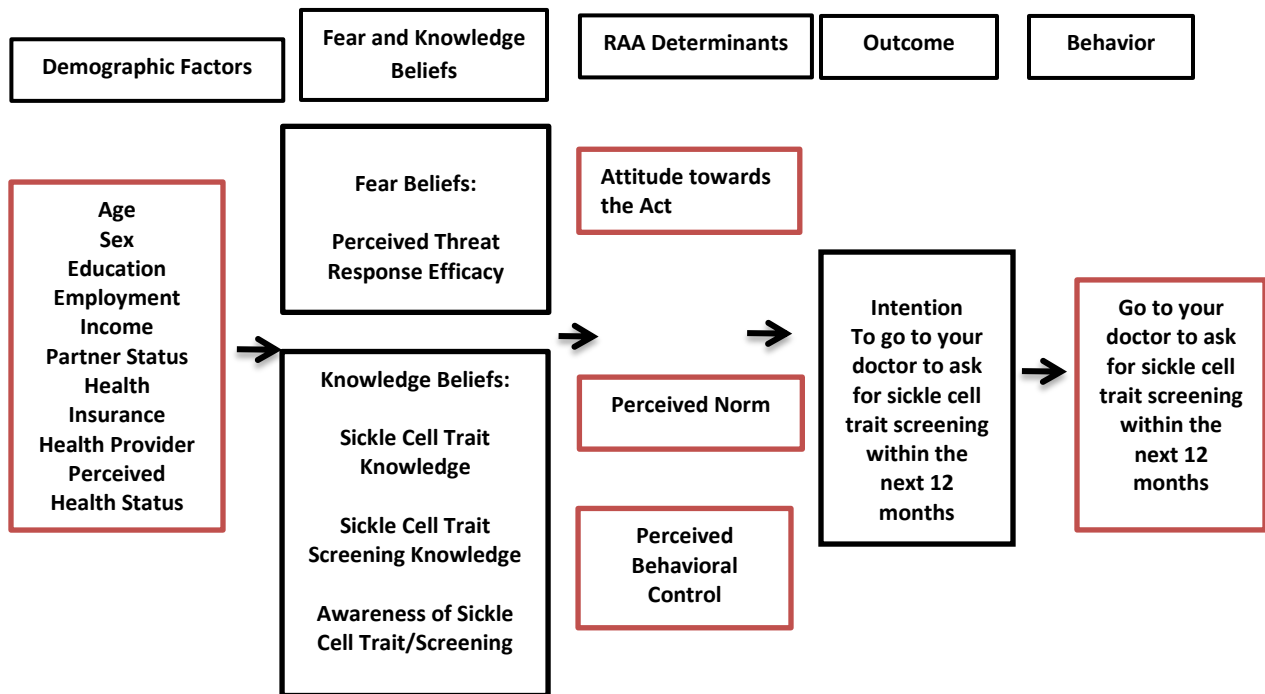 Demographic Factors
Fear and Knowledge
Beliefs
RAA Determinants
Outcome
Behavior
Age
Sex
Education
Employment
Income
Partner Status
Health
Insurance
Health Provider
Perceived
Health Status
Fear Beliefs:
Perceived Threat
Response Efficacy
Knowledge Beliefs:
Sickle Cell Trait
Knowledge
Sickle Cell Trait
Screening Knowledge
Awareness of Sickle
Cell Trait/Screening
Attitude towards
the Act
Perceived Norm
Perceived
Behavioral
Control
Intention
To go to your
doctor to ask
for sickle cell
trait screening
within the
next 12
months
Go to your
doctor to ask
for sickle cell
trait screening
within the
next 12
months